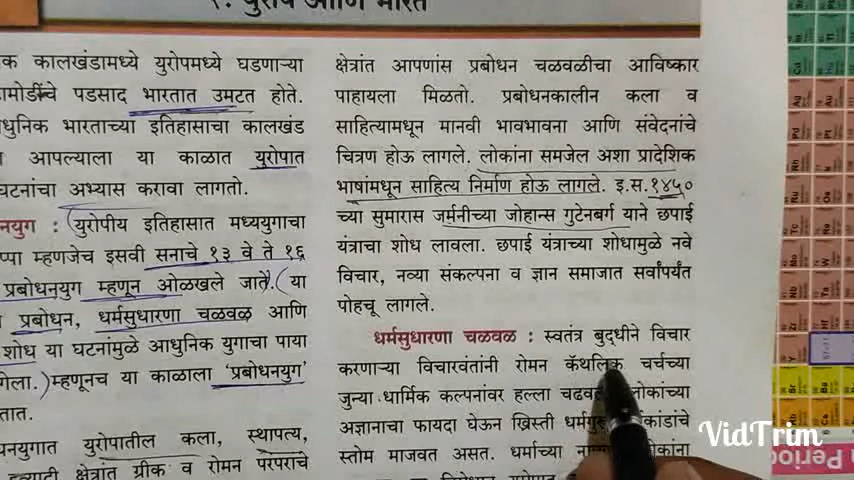 १. युरोप आणि भारत
कालखंडामध्ये युरोपमध्ये घडणाऱ्या
पडसाद भारतात उमटत होते.
भारताच्या इतिहासाचा कालखंड
आपल्याला या काळात युरोपात
घटनांचा अभ्यास करावा लागतो.
: युरोपीय इतिहासात मध्ययुगाचा
म्हणजेच इसवी सनाचे १३ वे ते १६
प्रबोधनयुग म्हणून ओळखले जाते. या
प्रबोधन, धर्मसुधारणा चळवळ आणि
शोध या घटनांमुळे आधुनिक युगाचा पाया
म्हणूनच या काळाला ‘प्रबोधनयुग’
युरोपातील कला, स्थापत्य,
क्षेत्रांत ग्रीक व रोमन परंपराचे
क्षेत्रांत आपणांस प्रबोधन चळवळीचा आविष्कार
पाहायला मिळतो. प्रबोधनकालीन कला व
साहित्यामधून मानवी भावभावना आणि संवेदनांचे
चित्रण होऊ लागले. लोकांना समजेल अशा प्रादेशिक
भाषांमधून साहित्य निर्माण होऊ लागले. इ.स.१४५०
च्या सुमारास जर्मनीच्या जोहान्स गुटेनबर्ग याने छपाई
यंत्राचा शोध लावला. छपाई यंत्राच्या शोधामुळे नवे
विचार, नव्या संकल्पना व ज्ञान समाजात सर्वांपर्यंत
पोहचू लागले.
धर्मसुधारणा चळवळ : स्वतंत्र बुद्धीने विचार
करणाऱ्या विचारवंतांनी रोमन कॅथलिक चर्चच्या
जुन्या धार्मिक कल्पनांवर हल्ला लोकांच्या
अज्ञानाचा फायदा घेऊन ख्रिस्ती
स्तोम माजवत असत. धर्माच्या
VidTrim
Period